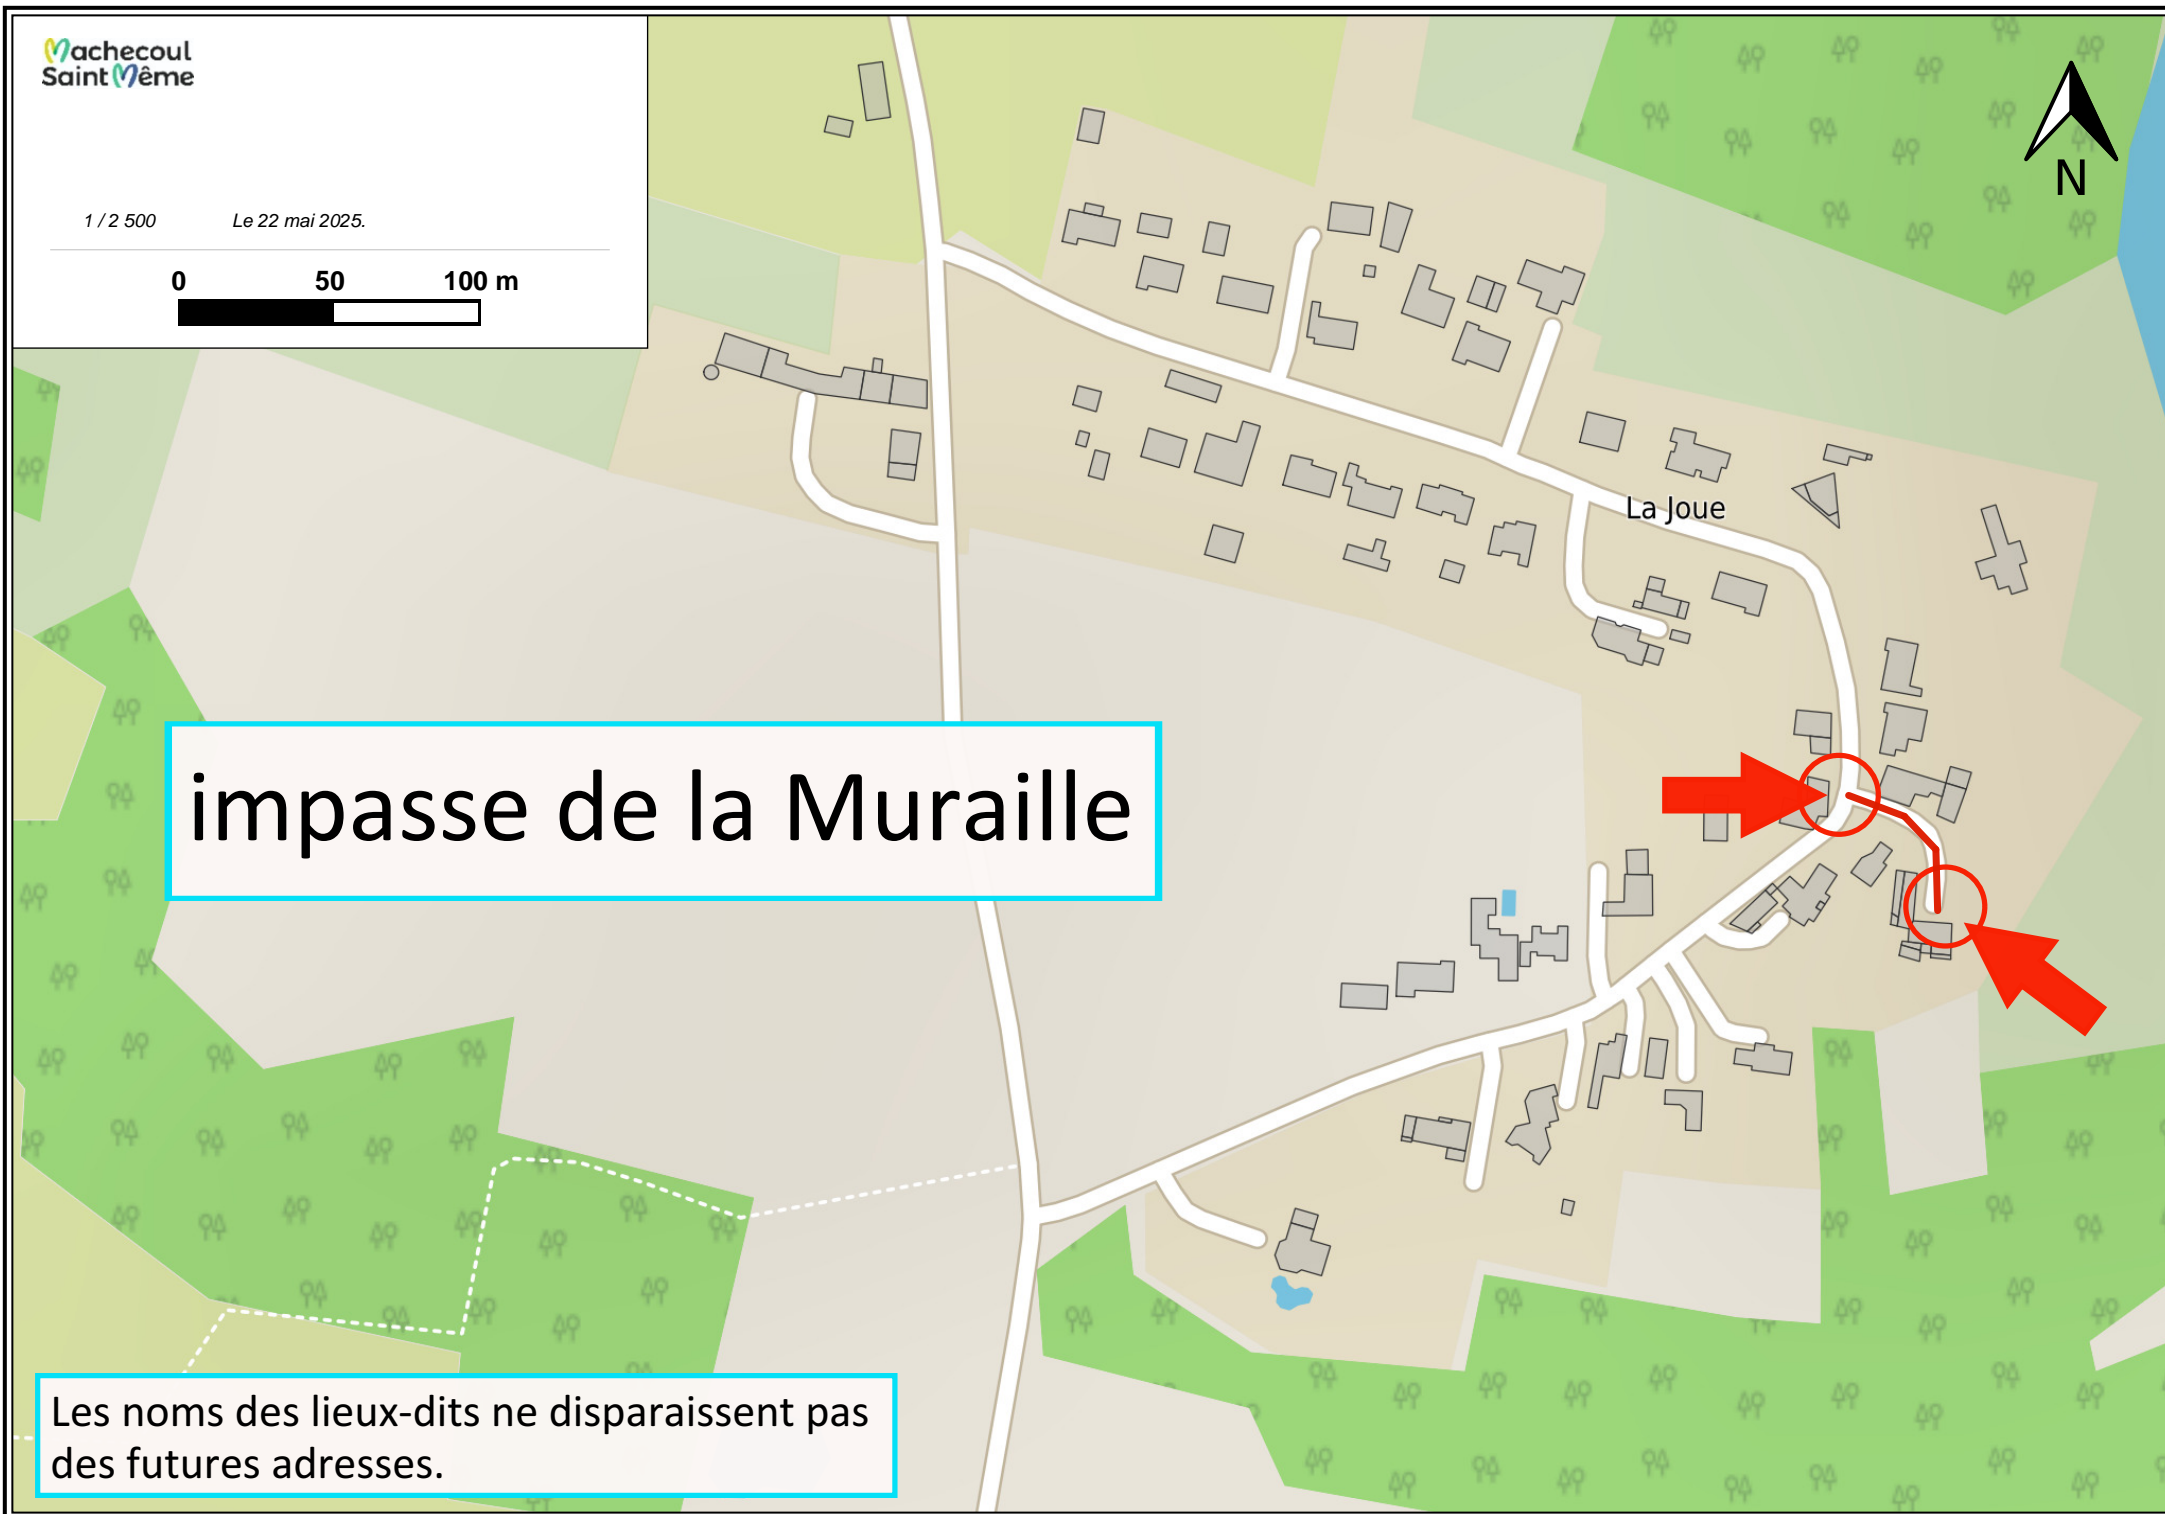 Machecoul
Saint Même
1 / 2 500 Le 22 mai 2025.
0 50 100 m
N
La Joue
impasse de la Muraille
Les noms des lieux-dits ne disparaissent pas
des futures adresses.